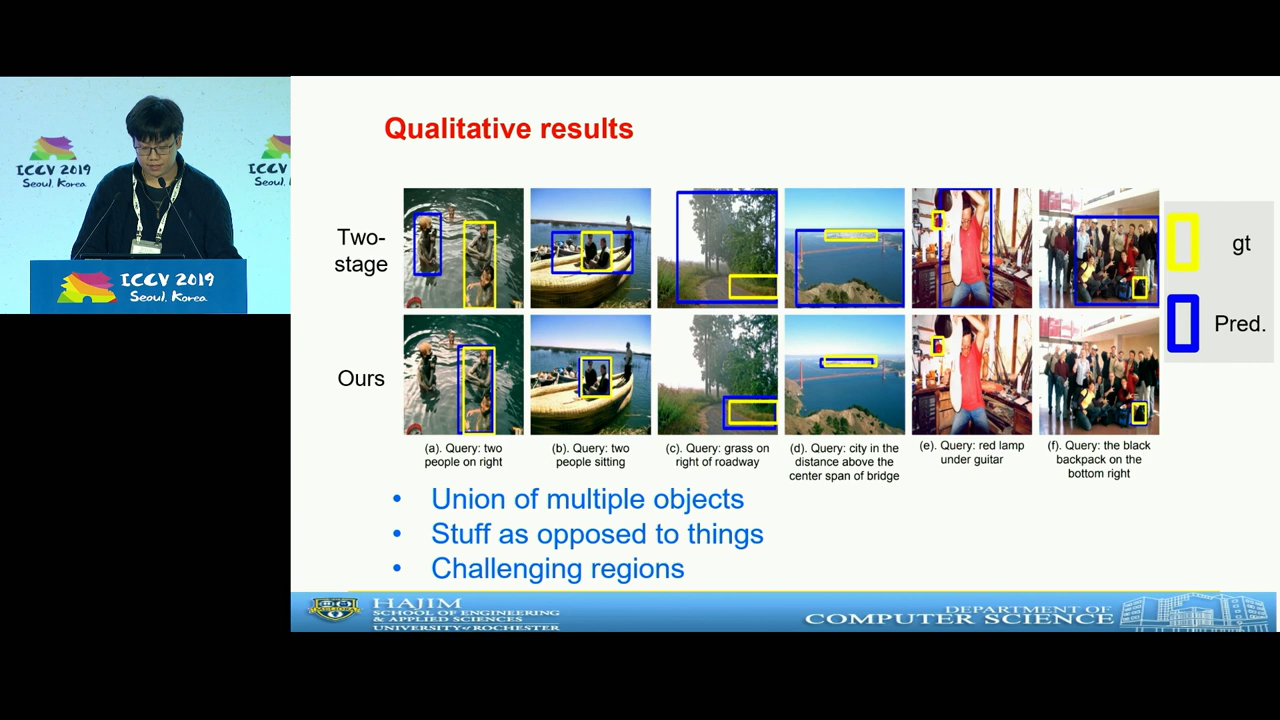 ICCV 2019
Seoul, Korea
ICCV
Seoul.
ICCV 2019
Seoul, Korea
Qualitative results
Two-
stage
Ours
gt
Pred.
(a). Query: two
people on right
(b). Query: two
people sitting
(c). Query: grass on
right of roadway
(d). Query: city in the
distance above the
center span of bridge
(e). Query: red lamp
under guitar
(f). Query: the black
backpack on the
bottom right
• Union of multiple objects
• Stuff as opposed to things
• Challenging regions
HAJIM
SCHOOL OF ENGINEERING
& APPLIED SCIENCES
UNIVERSITY of ROCHESTER
DEPARTMENT OF
COMPUTER SCIENCE